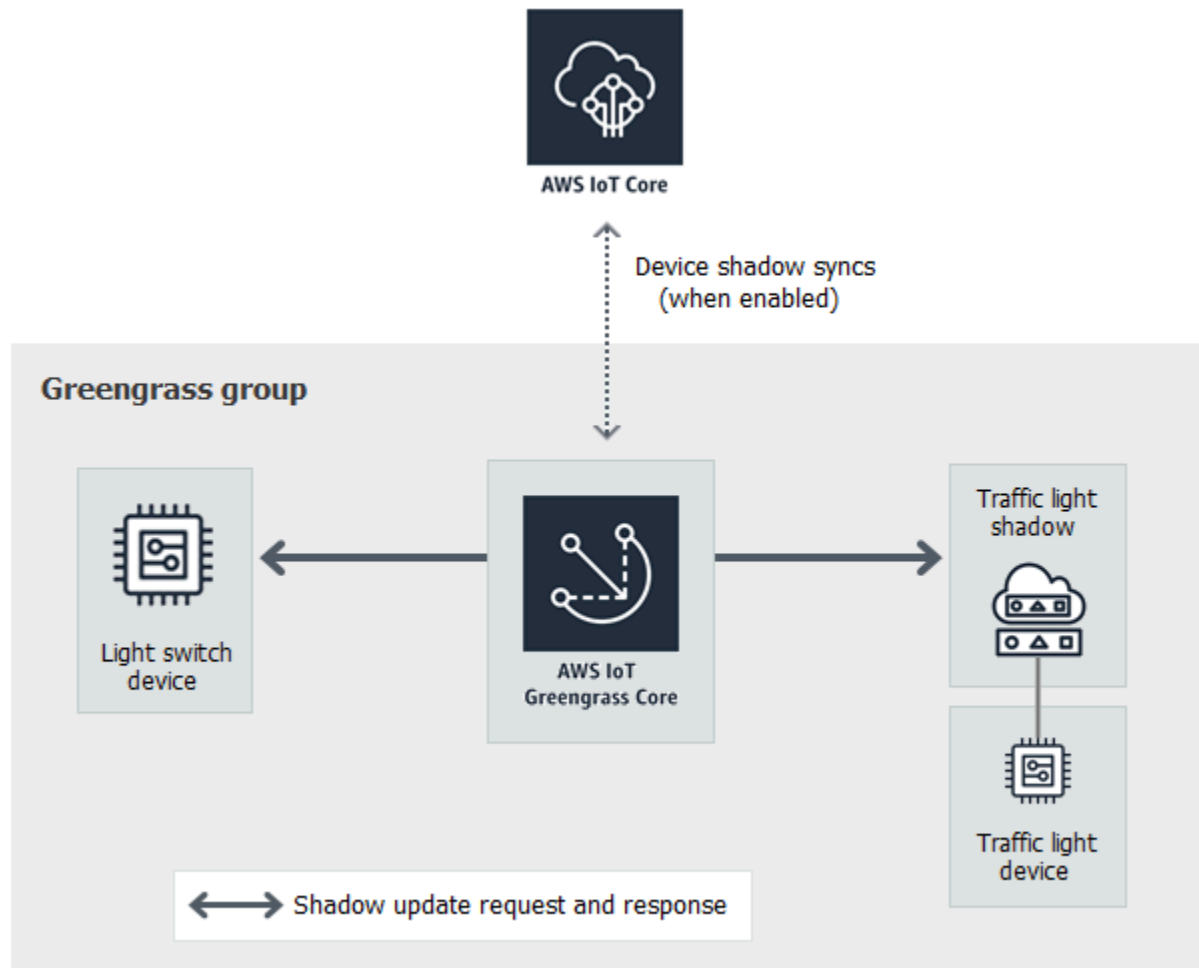 AWS IoT Core
Device shadow syncs
(when enabled)
Greengrass group
Light switch
device
AWS IoT
Greengrass Core
Traffic light
shadow
Traffic light
device
Shadow update request and response